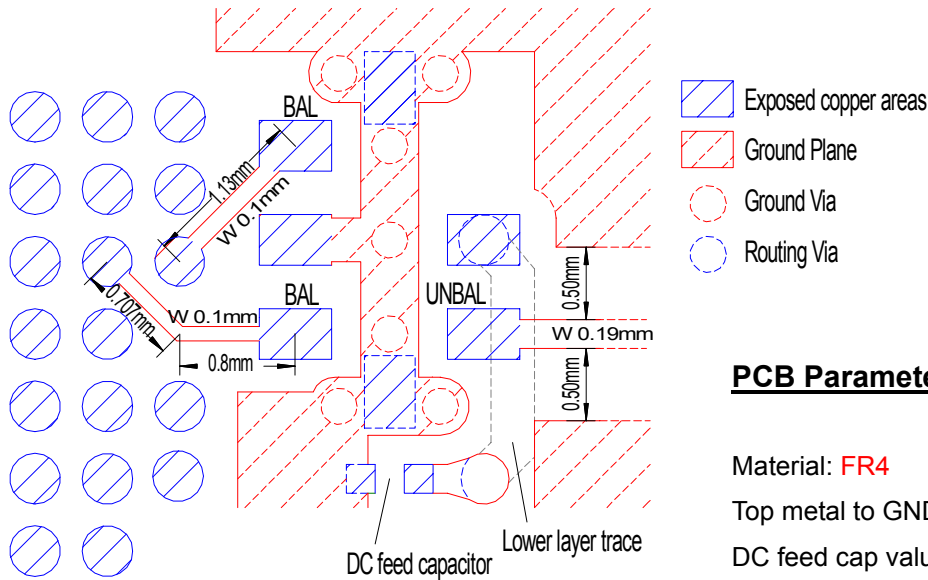 BAL
1.13mm
W 0.1mm
0.707mm
W 0.1mm
BAL
0.8mm
UNBAL
0.50mm
W 0.19mm
0.50mm
DC feed capacitor
Lower layer trace
Exposed copper areas
Ground Plane
Ground Via
Routing Via
PCB Paramete
Material: FR4
Top metal to GND
DC feed cap valu